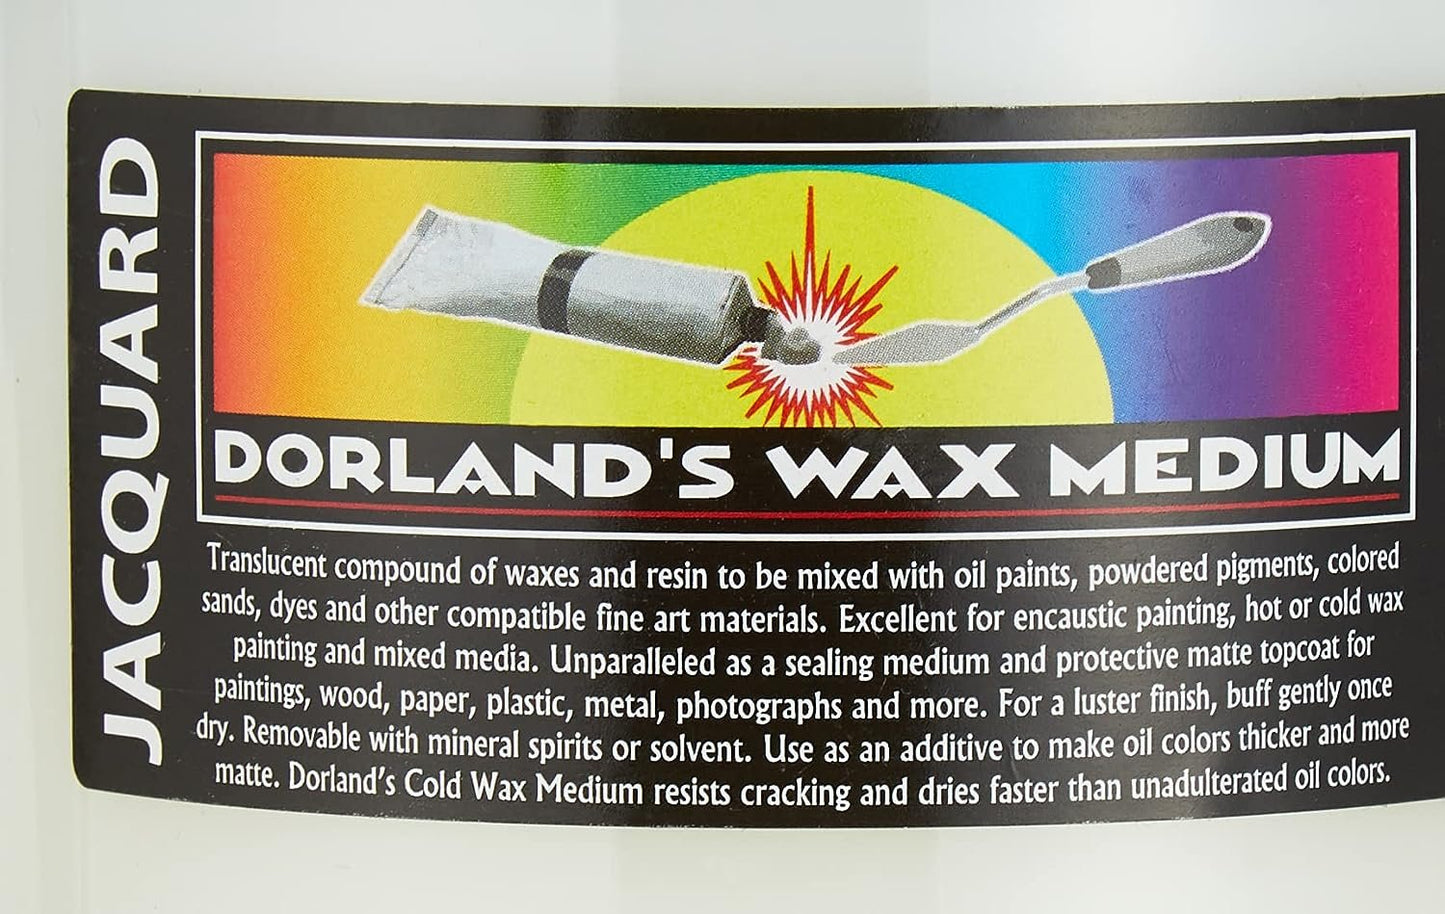 JACQUARD
DORLAND'S WAX MEDIUM
Translucent compound of waxes and resin to be mixed with oil paints, powdered pigments, colored
sands, dyes and other compatible fine art materials. Excellent for encaustic painting, hot or cold wax
painting and mixed media. Unparalleled as a sealing medium and protective matte topcoat for
paintings, wood, paper, plastic, metal, photographs and more. For a luster finish, buff gently once
dry. Removable with mineral spirits or solvent. Use as an additive to make oil colors thicker and more
matte. Dorland's Cold Wax Medium resists cracking and dries faster than unadulterated oil colors.